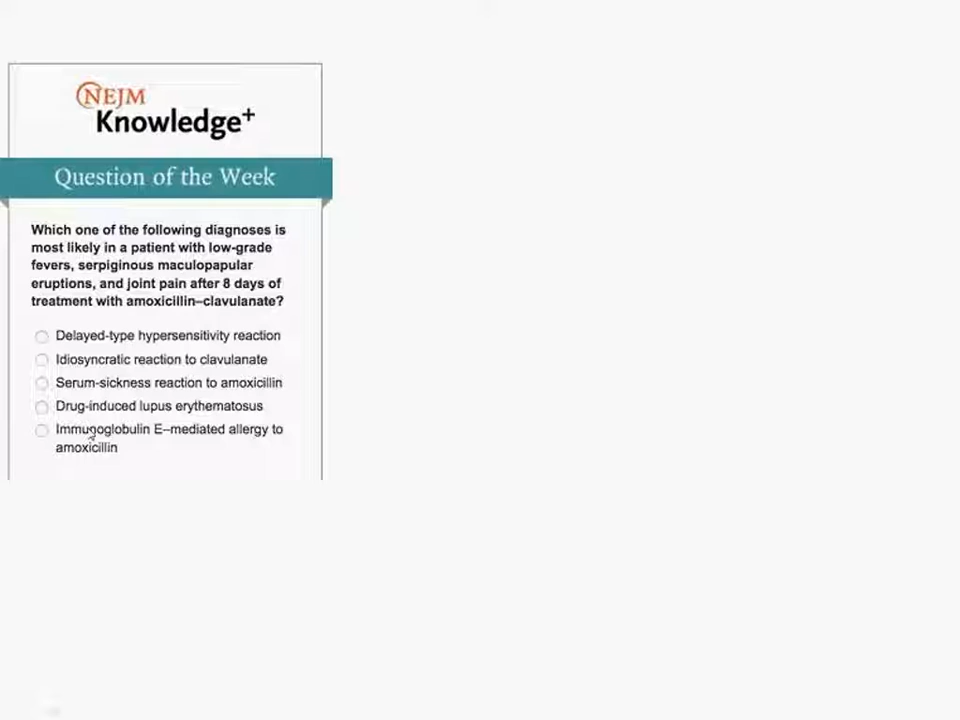 NEJM
Knowledge+
Question of the Week
Which one of the following diagnoses is
most likely in a patient with low-grade
fevers, serpiginous maculopapular
eruptions, and joint pain after 8 days of
treatment with amoxicillin–clavulanate?
Delayed-type hypersensitivity reaction
Idiosyncratic reaction to clavulanate
Serum-sickness reaction to amoxicillin
Drug-induced lupus erythematosus
Immunoglobulin E–mediated allergy to
amoxicillin